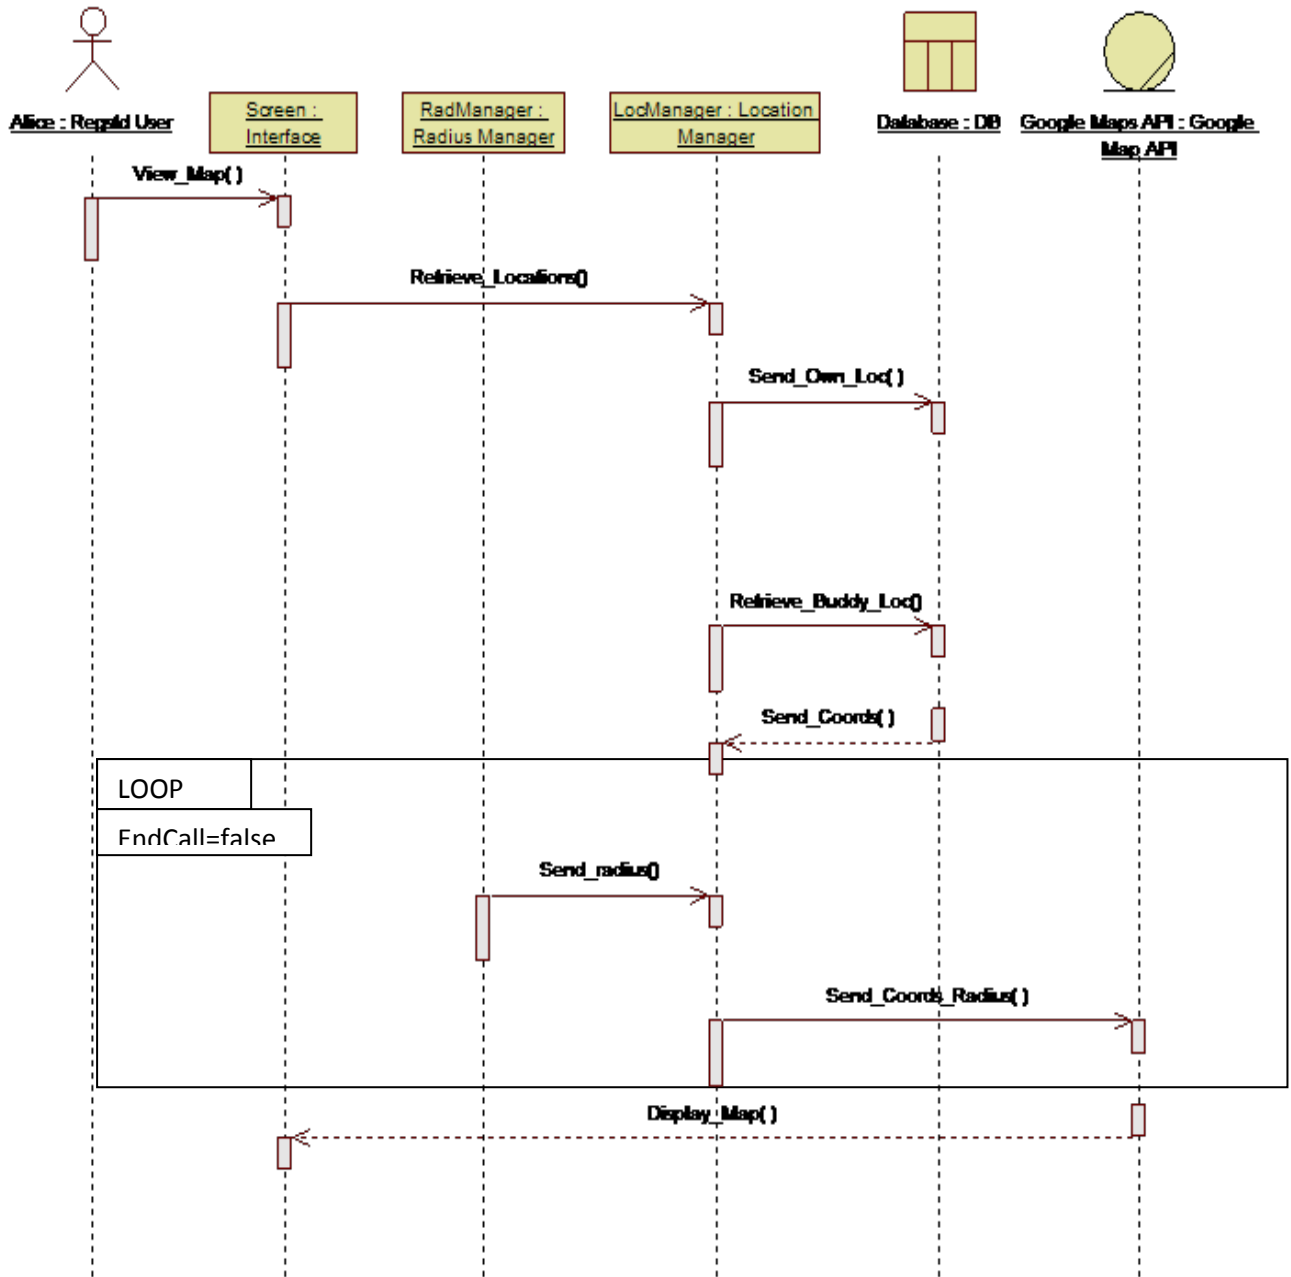 Alice : Regstd User
Screen :
Interface
RadManager :
Radius Manager
LocManager : Location
Manager
Database : DB
Google Maps API : Google
Map API
View_Map( )
Retrieve_Locations()
Send_Own_Loc( )
Retrieve_Buddy_Loc()
Send_Coords( )
LOOP
EndCall=false
Send_radius()
Send_Coords_Radius( )
Display_Map( )